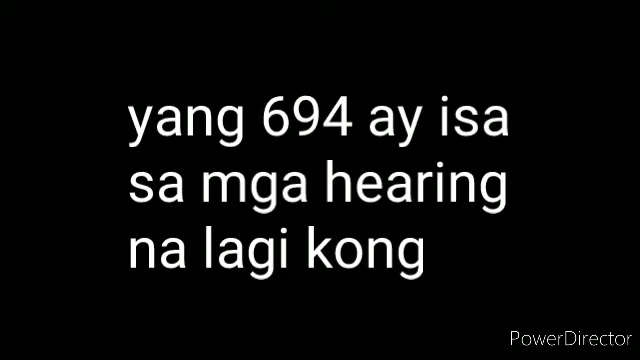 yang 694 ay isa
sa mga hearing
na lagi kong
PowerDirector